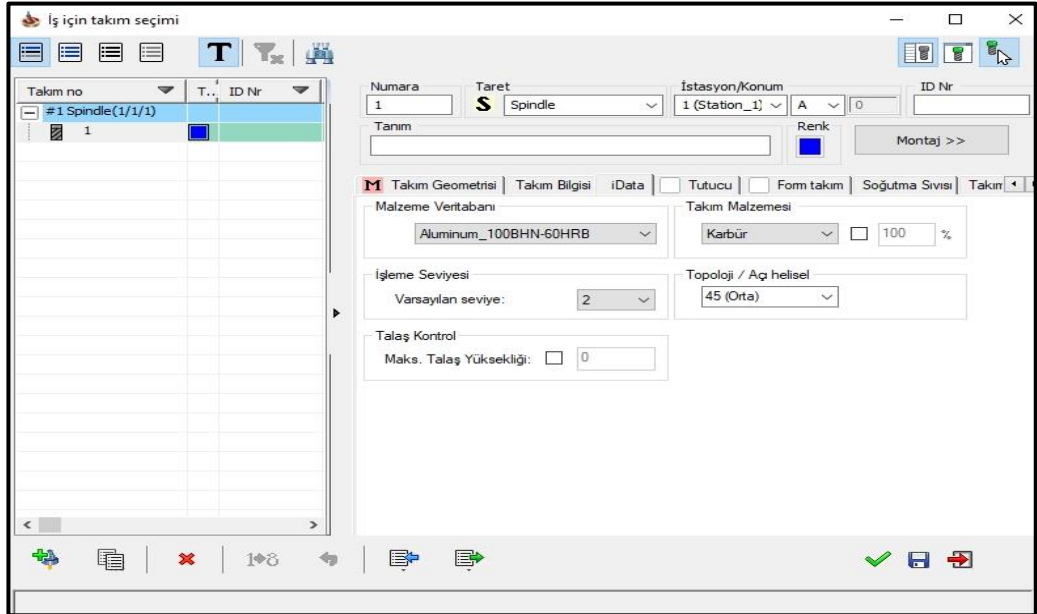 İş için takım seçimi
T
Takım no T.. ID Nr
#1 Spindle(1/1/1)
1
Numara Taret İstasyon/Konum ID Nr
1 S Spindle 1 (Station_1) A 0
Tanım Renk
Montaj >>
M Takım Geometrisi Takım Bilgisi iData Tutucu Form takım Soğutma Sıvısı Takım
Malzeme Veritabanı Takım Malzemesi
Aluminum_100BHN-60HRB Karbür 100 %
İşleme Seviyesi Topoloji / Açı helisel
Varsayılan seviye: 2 45 (Orta)
Talaş Kontrol
Maks. Talaş Yüksekliği: 0